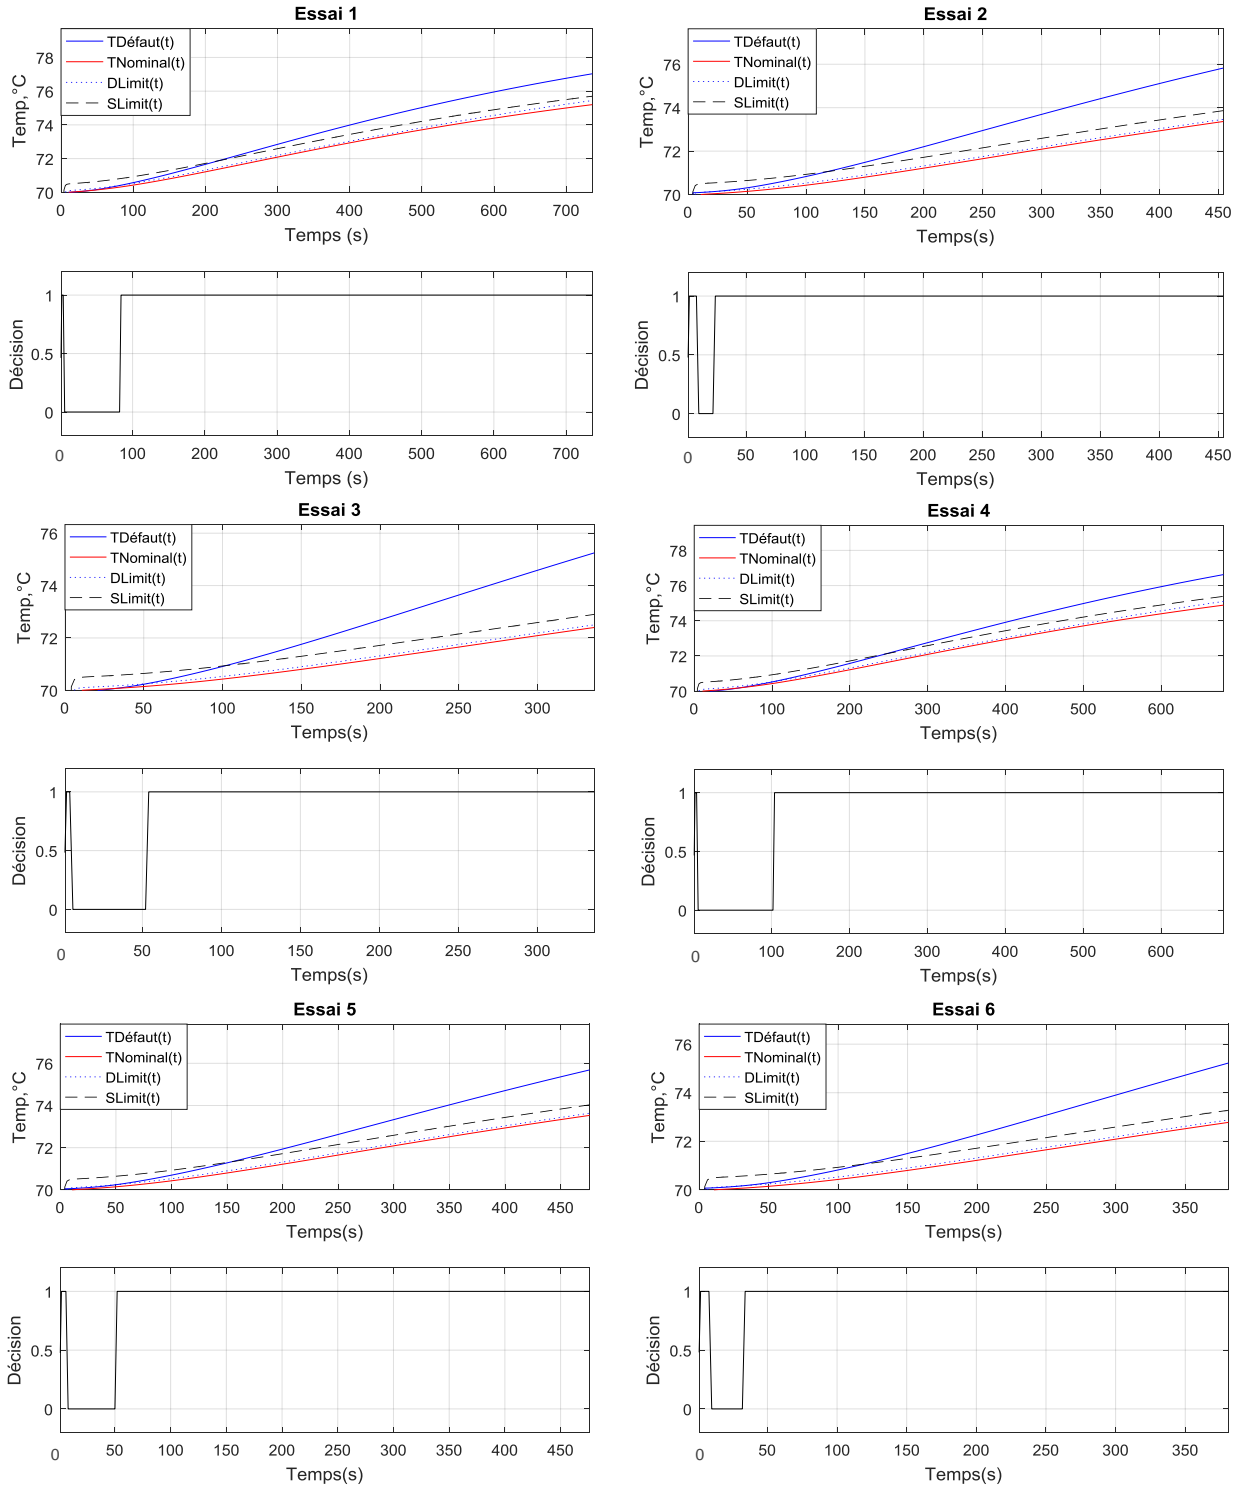 Essai 1
Temp,°C
78
76
74
72
70
TDéfaut(t)
TNominal(t)
DLimit(t)
SLimit(t)
0 100 200 300 400 500 600 700
Temps (s)
Décision
1
0.5
0
0 100 200 300 400 500 600 700
Temps (s)
Essai 2
Temp,°C
76
74
72
70
TDéfaut(t)
TNominal(t)
DLimit(t)
SLimit(t)
0 50 100 150 200 250 300 350 400 450
Temps(s)
Décision
1
0.5
0
0 50 100 150 200 250 300 350 400 450
Temps(s)
Essai 3
Temp,°C
76
74
72
70
TDéfaut(t)
TNominal(t)
DLimit(t)
SLimit(t)
0 50 100 150 200 250 300
Temps(s)
Décision
1
0.5
0
0 50 100 150 200 250 300
Temps(s)
Essai 4
Temp,°C
78
76
74
72
70
TDéfaut(t)
TNominal(t)
DLimit(t)
SLimit(t)
0 100 200 300 400 500 600
Temps(s)
Décision
1
0.5
0
0 100 200 300 400 500 600
Temps(s)
Essai 5
Temp,°C
76
74
72
70
TDéfaut(t)
TNominal(t)
DLimit(t)
SLimit(t)
0 50 100 150 200 250 300 350 400 450
Temps(s)
Décision
1
0.5
0
0 50 100 150 200 250 300 350 400 450
Temps(s)
Essai 6
Temp,°C
76
74
72
70
TDéfaut(t)
TNominal(t)
DLimit(t)
SLimit(t)
0 50 100 150 200 250 300 350
Temps(s)
Décision
1
0.5
0
0 50 100 150 200 250 300 350
Temps(s)